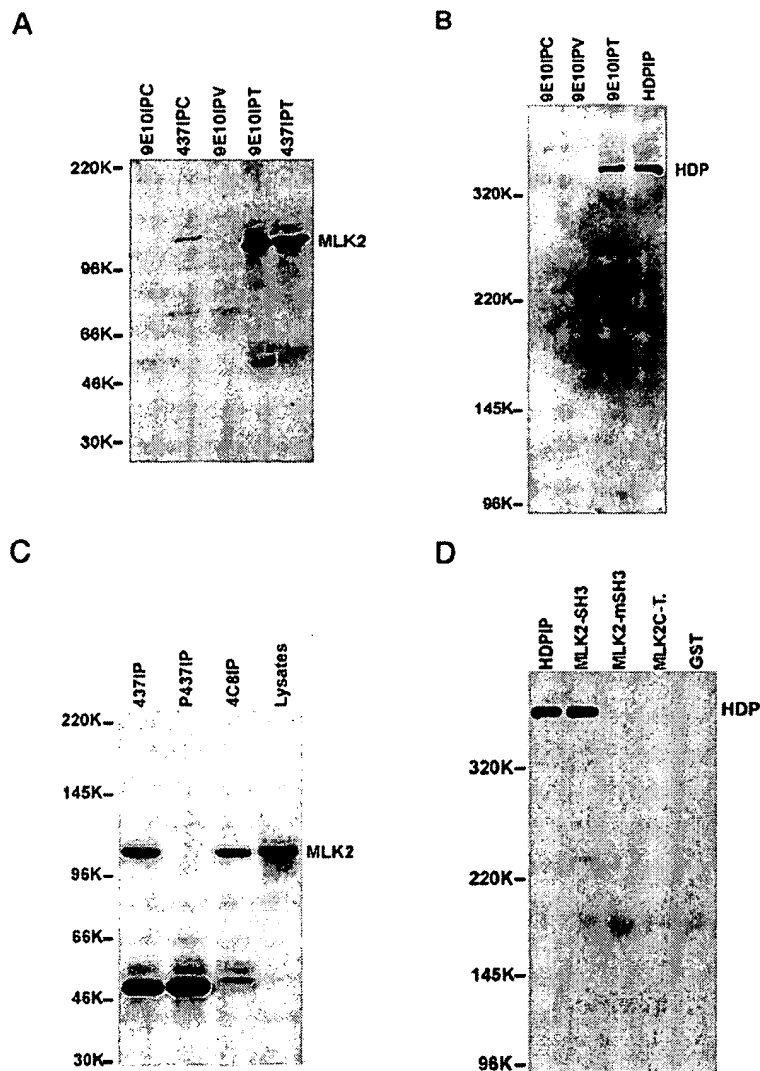 A
9E10IPC
437IPC
9E10IPV
9E10IPT
437IPT
220K
96K
66K
46K
30K
MLK2
B
9E10IPC
9E10IPV
9E10IPT
HDPIP
320K
220K
145K
96K
HDP
C
437IP
P437IP
4C8IP
Lysates
220K
145K
96K
66K
46K
30K
MLK2
D
HDPIP
MLK2-SH3
MLK2-mSH3
MLK2C-T.
GST
320K
220K
145K
96K
HDP